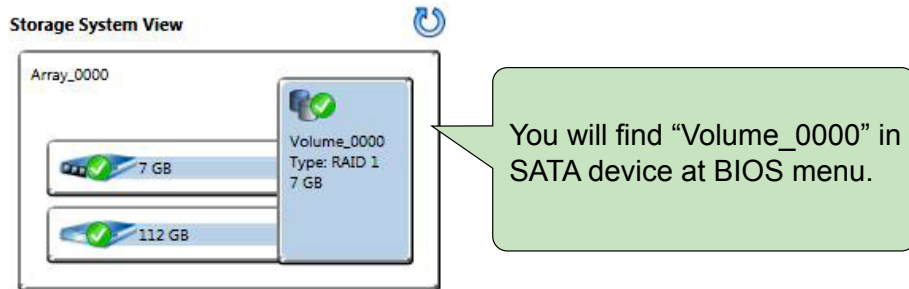 Storage System View
Array_0000
Volume_0000
Type: RAID 1
7 GB
7 GB
112 GB
You will find “Volume_0000” in
SATA device at BIOS menu.